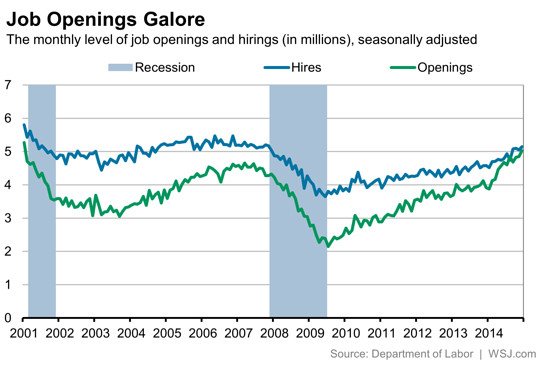 Job Openings Galore
The monthly level of job openings and hirings (in millions), seasonally adjusted
Recession Hires Openings
7
6
5
4
3
2
1
0
2001 2002 2003 2004 2005 2006 2007 2008 2009 2010 2011 2012 2013 2014
Source: Department of Labor | WSJ.com